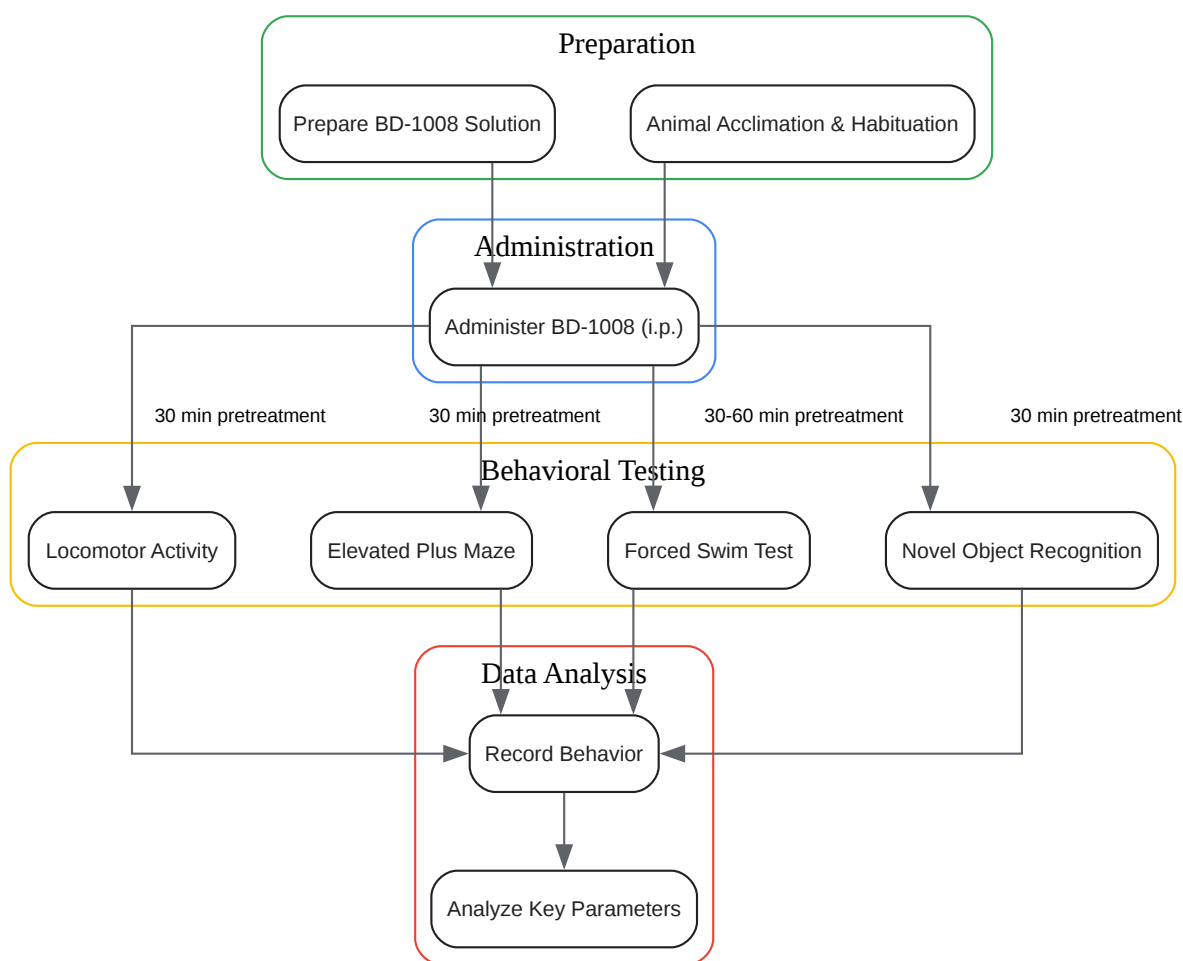 Preparation
Prepare BD-1008 Solution
Animal Acclimation & Habituation
Administration
Administer BD-1008 (i.p.)
30 min pretreatment
30 min pretreatment
30-60 min pretreatment
30 min pretreatment
Behavioral Testing
Locomotor Activity
Elevated Plus Maze
Forced Swim Test
Novel Object Recognition
Data Analysis
Record Behavior
Analyze Key Parameters